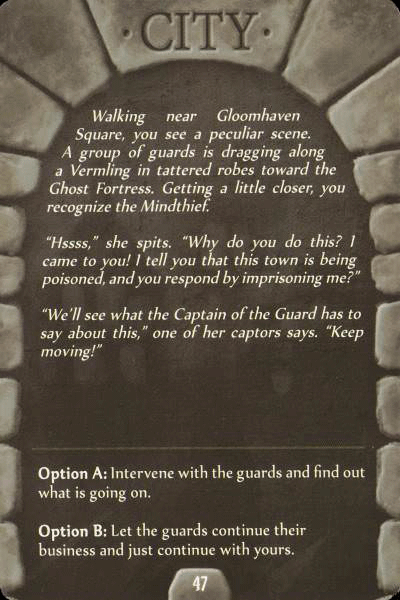 · CITY ·
Walking near Gloomhaven
Square, you see a peculiar scene.
A group of guards is dragging along
a Vermling in tattered robes toward the
Ghost Fortress. Getting a little closer, you
recognize the Mindthief.
“Hssss,” she spits. “Why do you do this? I
came to you! I tell you that this town is being
poisoned, and you respond by imprisoning me?”
“We’ll see what the Captain of the Guard has to
say about this,” one of her captors says. “Keep
moving!”
Option A: Intervene with the guards and find out
what is going on.
Option B: Let the guards continue their
business and just continue with yours.
47